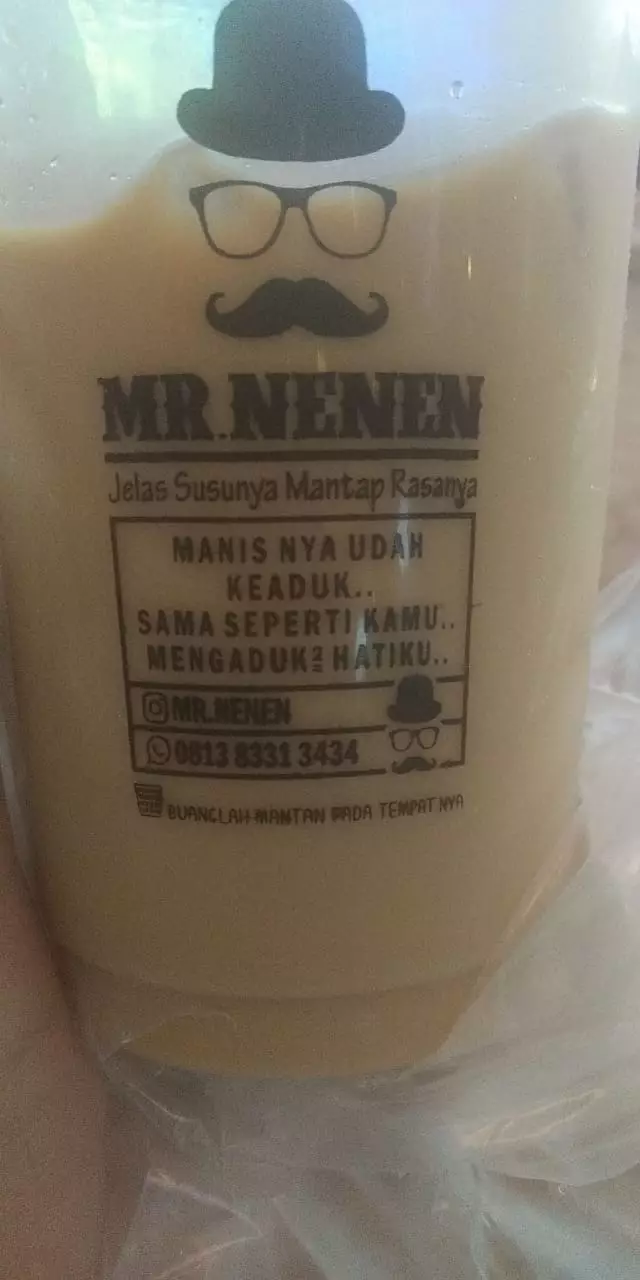 MR.NENEN
Jelas Susunya Mantap Rasanya
MANIS NYA UDAH
KEADUK..
SAMA SEPERTI KAMU..
MENGADUK² HATIKU..
MR.NENEN
0813 8331 3434
BUANGLAH MANTAN PADA TEMPAT NYA